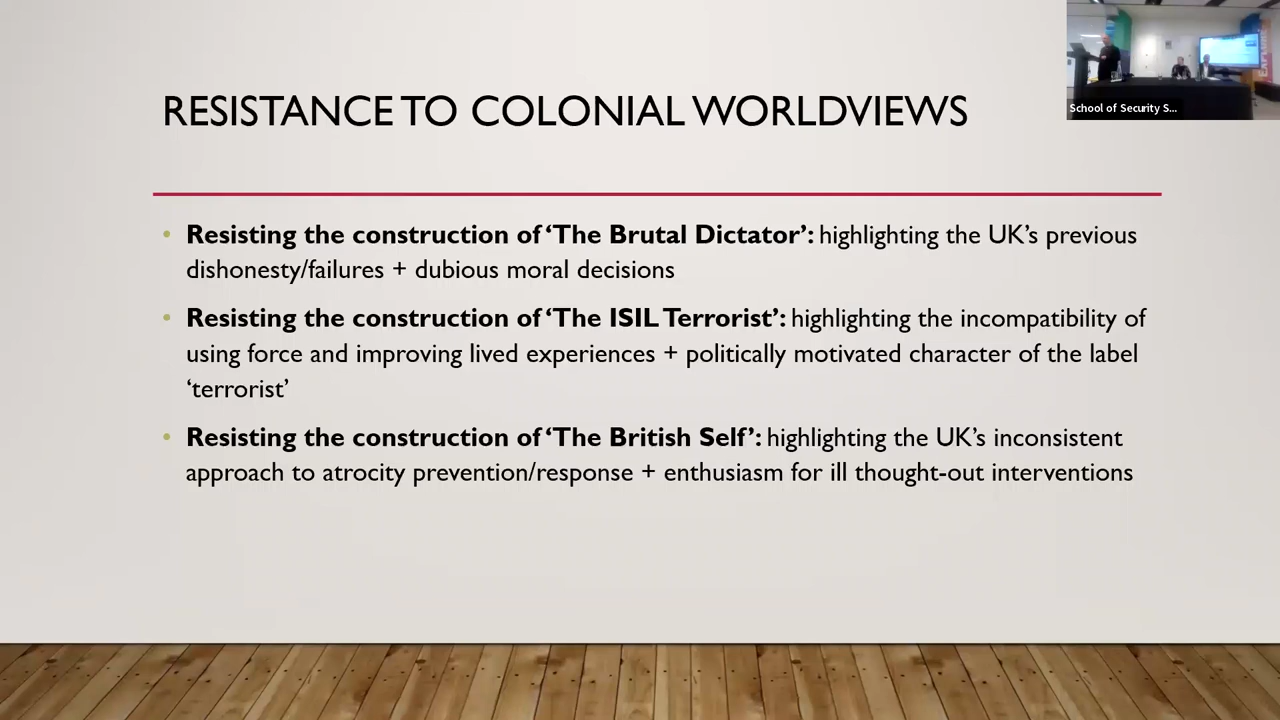 RESISTANCE TO COLONIAL WORLDVIEWS
School of Security S...
• Resisting the construction of ‘The Brutal Dictator’: highlighting the UK’s previous
dishonesty/failures + dubious moral decisions
• Resisting the construction of ‘The ISIL Terrorist’: highlighting the incompatibility of
using force and improving lived experiences + politically motivated character of the label
‘terrorist’
• Resisting the construction of ‘The British Self’: highlighting the UK’s inconsistent
approach to atrocity prevention/response + enthusiasm for ill thought-out interventions